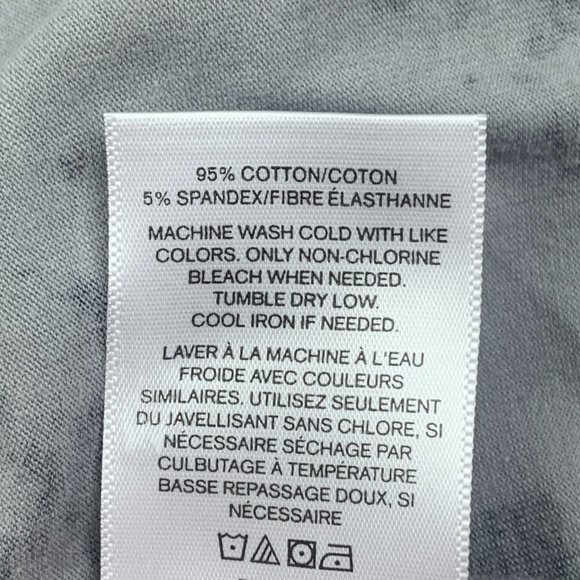 95% COTTON/COTON
5% SPANDEX/FIBRE ÉLASTHANNE
MACHINE WASH COLD WITH LIKE
COLORS. ONLY NON-CHLORINE
BLEACH WHEN NEEDED.
TUMBLE DRY LOW.
COOL IRON IF NEEDED.
LAVER À LA MACHINE À L'EAU
FROIDE AVEC COULEURS
SIMILAIRES. UTILISEZ SEULEMENT
DU JAVELLISANT SANS CHLORE, SI
NÉCESSAIRE SÉCHAGE PAR
CULBUTAGE À TEMPÉRATURE
BASSE REPASSAGE DOUX, SI
NÉCESSAIRE